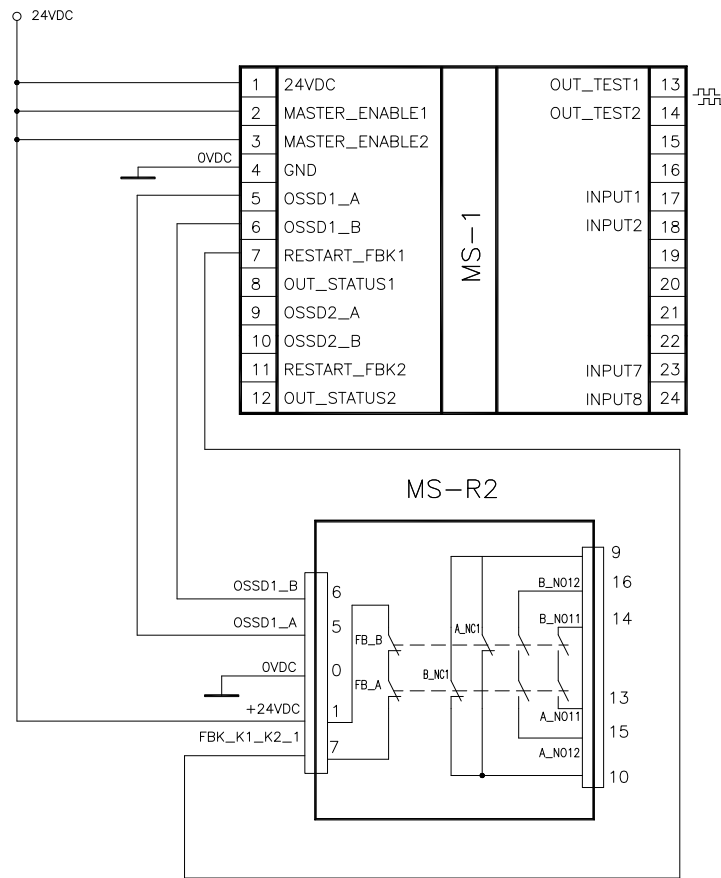 24VDC
1 24VDC OUT_TEST1 13
2 MASTER_ENABLE1 OUT_TEST2 14
3 MASTER_ENABLE2 15
0VDC 4 GND 16
5 OSSD1_A INPUT1 17
6 OSSD1_B INPUT2 18
7 RESTART_FBK1 19
8 OUT_STATUS1 20
9 OSSD2_A 21
10 OSSD2_B 22
11 RESTART_FBK2 INPUT7 23
12 OUT_STATUS2 INPUT8 24
MS-1
MS-R2
9
OSSD1_B 6 B_NO12 16
OSSD1_A 5 A_NC1 B_NO11 14
FB_B
0VDC 0 FB_A B_NC1
+24VDC 1 A_NO11 13
FBK_K1_K2_1 7 15
A_NO12
10